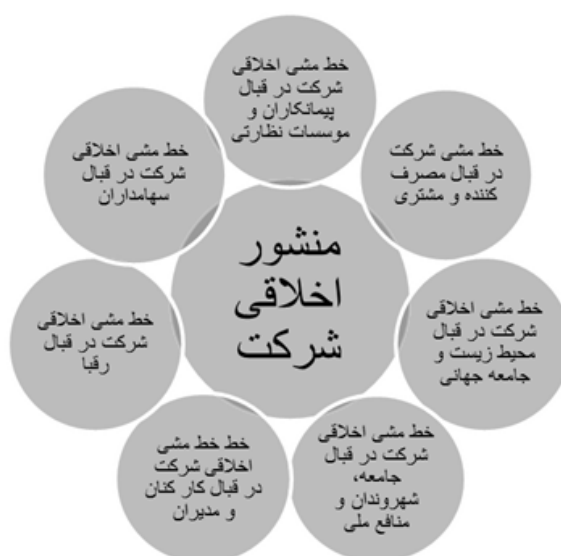 خط مشی اخلاقی
شرکت در قبال
پیمانکاران و
موسسات نظارتی
خط مشی شرکت
در قبال مصرف
کننده و مشتری
خط مشی اخلاقی
شرکت در قبال
محیط زیست و
جامعه جهانی
خط مشی اخلاقی
شرکت در قبال
جامعه،
شهروندان و
منافع ملی
خط خط مشی
اخلاقی شرکت
در قبال کار کنان
و مدیران
خط مشی اخلاقی
شرکت در قبال
رقبا
خط مشی اخلاقی
شرکت در قبال
سهامداران
منشور
اخلاقی
شرکت